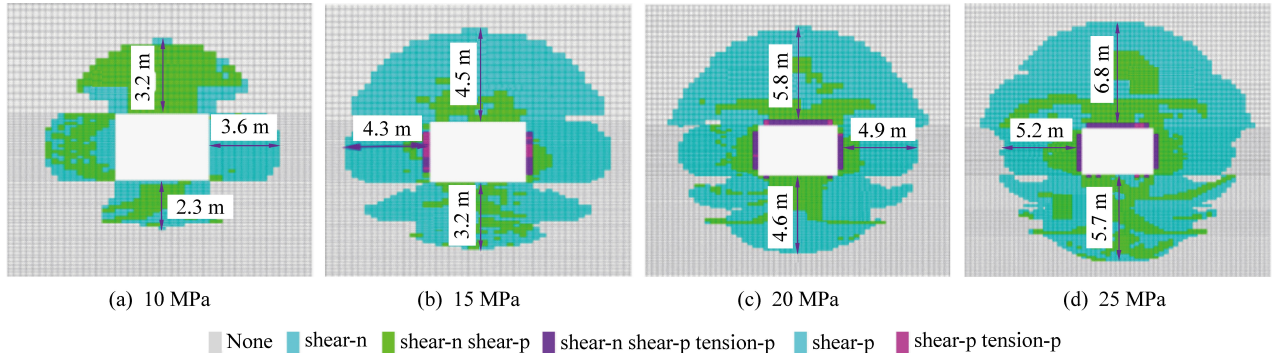 3.2 m
3.6 m
2.3 m
4.5 m
4.3 m
3.2 m
5.8 m
4.9 m
4.6 m
6.8 m
5.2 m
5.7 m
(a) 10 MPa
(b) 15 MPa
(c) 20 MPa
(d) 25 MPa
None shear-n shear-n shear-p shear-n shear-p tension-p shear-p shear-p tension-p